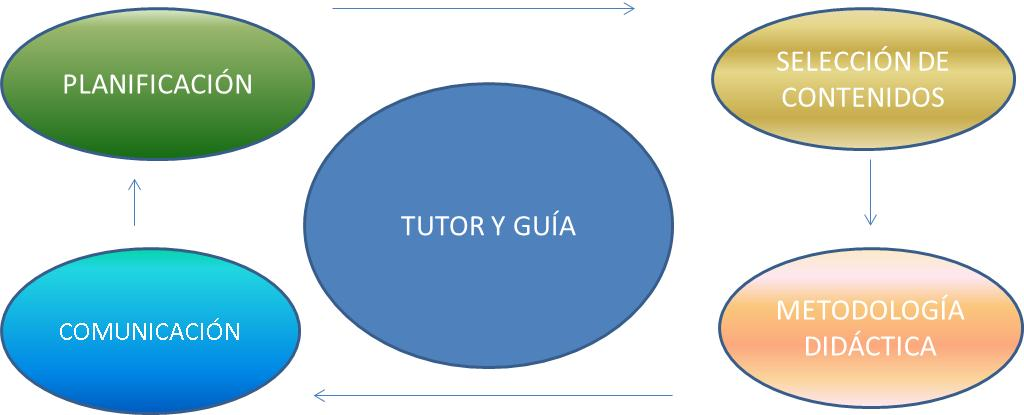 PLANIFICACIÓN
SELECCIÓN DE
CONTENIDOS
TUTOR Y GUÍA
COMUNICACIÓN
METODOLOGÍA
DIDÁCTICA